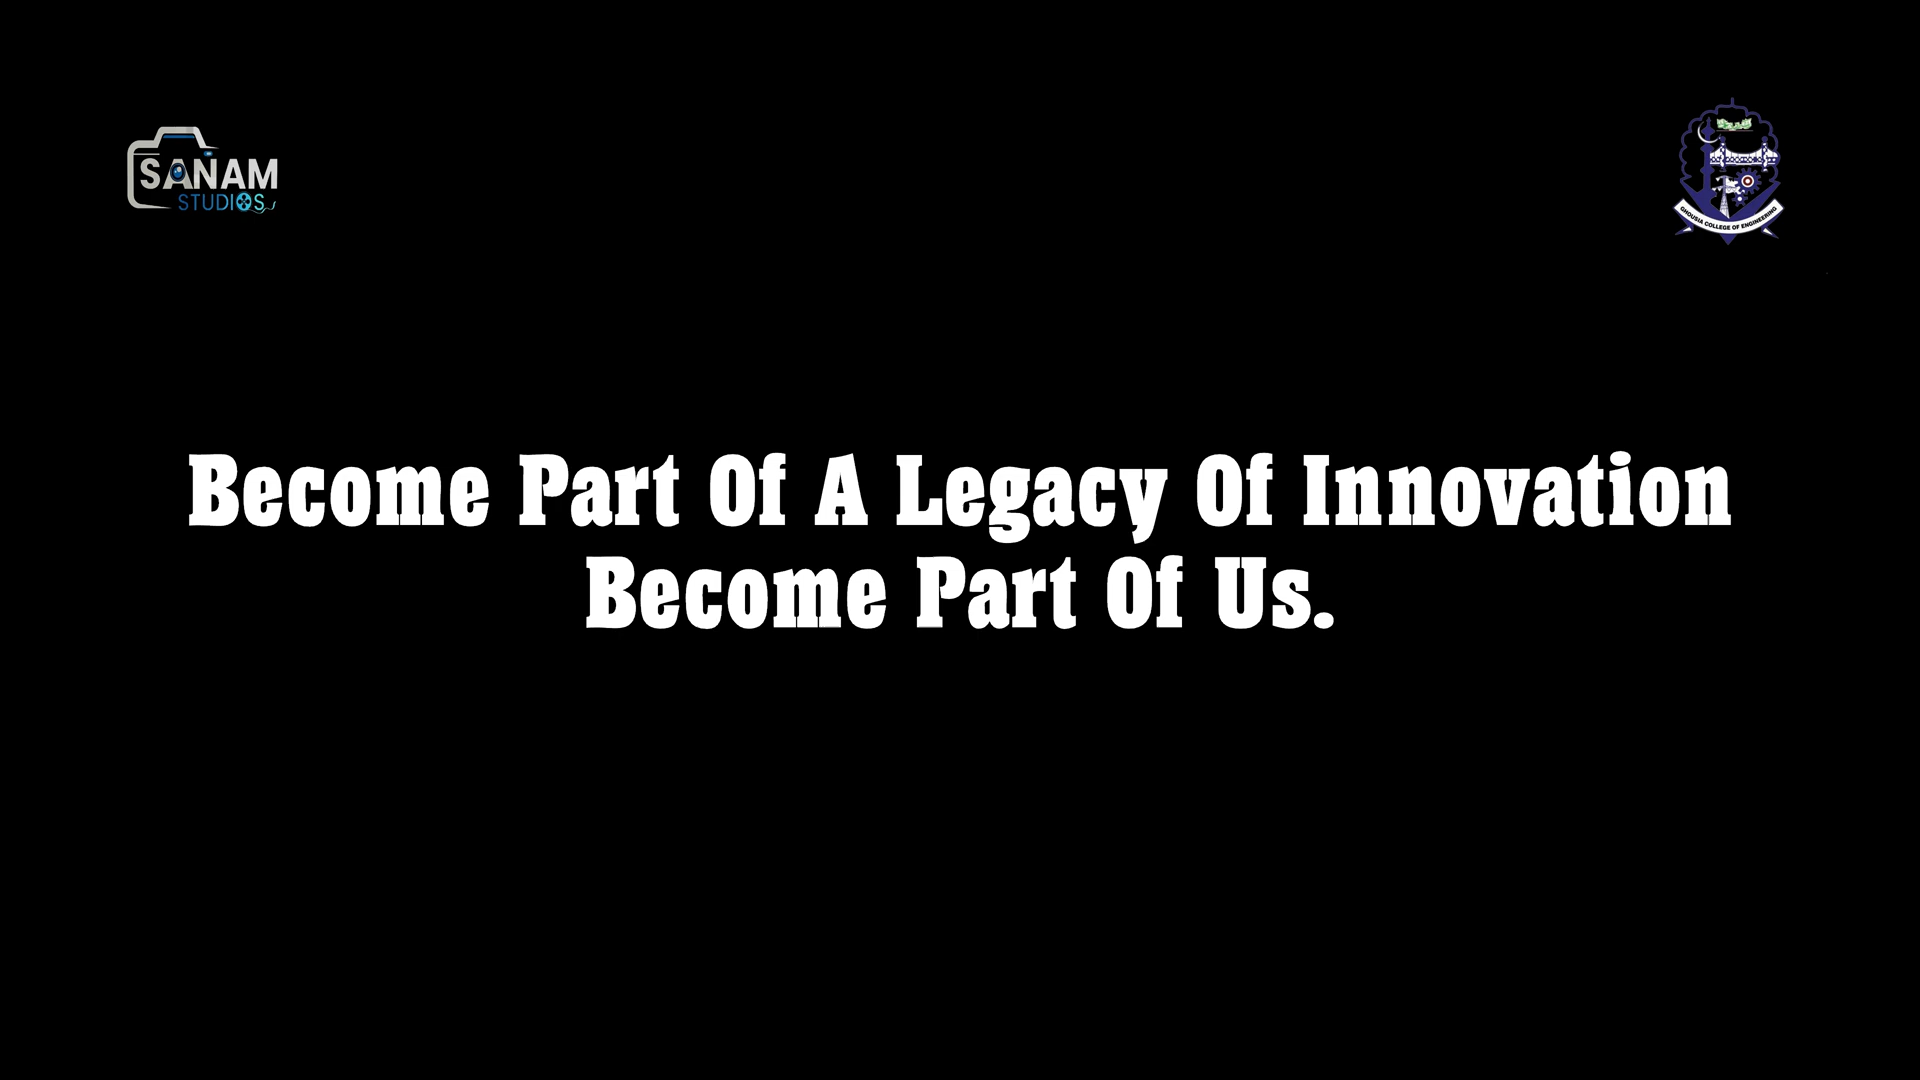 SANAM
STUDIOS
GHOUSIA COLLEGE OF ENGINEERING
Become Part Of A Legacy Of Innovation
Become Part Of Us.